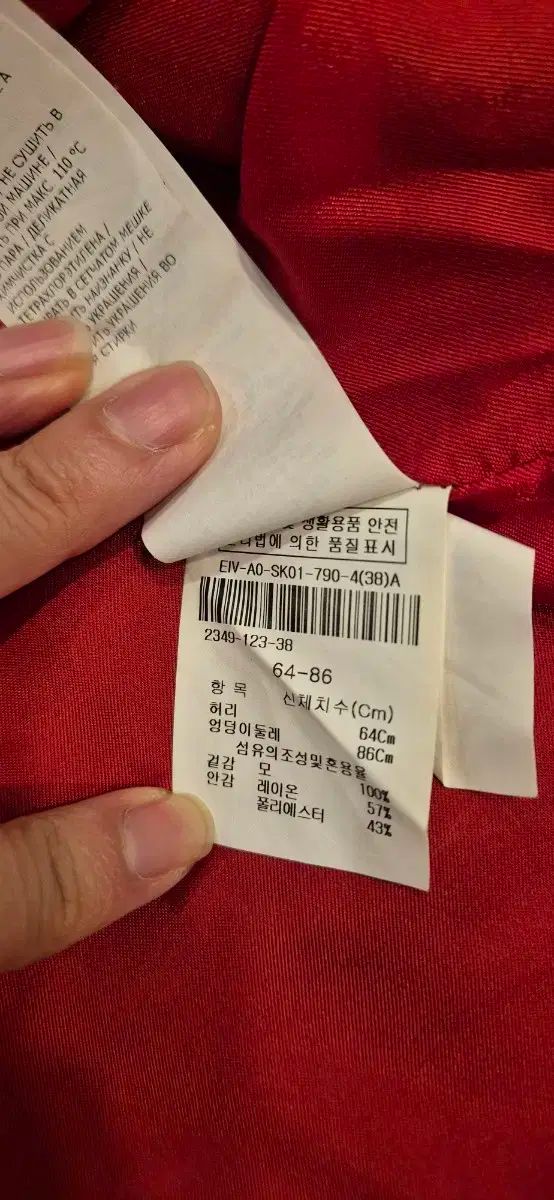 НЕ СУШИТЬ В
МАШИНЕ /
ПРИ МАКС 110 °C
ПАРА / ДЕЛИКАТНАЯ
ХИМЧИСТКА С
ИСПОЛЬЗОВАНИЕМ
ТЕТРАХЛОРЭТИГЕНА /
В СЕТЧАТОМ МЕШКЕ
НАИЗНАНКУ / НЕ
УКРАШЕНИЯ /
УКРАШЕНИЯ ВО
СТИРКИ
생활용품 안전
법에 의한 품질표시
EIV-A0-SK01-790-4(38)A
2349-123-38
64-86
항 목 신체치수(Cm)
허리 64Cm
엉덩이둘레 86Cm
섬유의조성및혼용율
겉감 모 100%
안감 레이온 57%
폴리에스터 43%